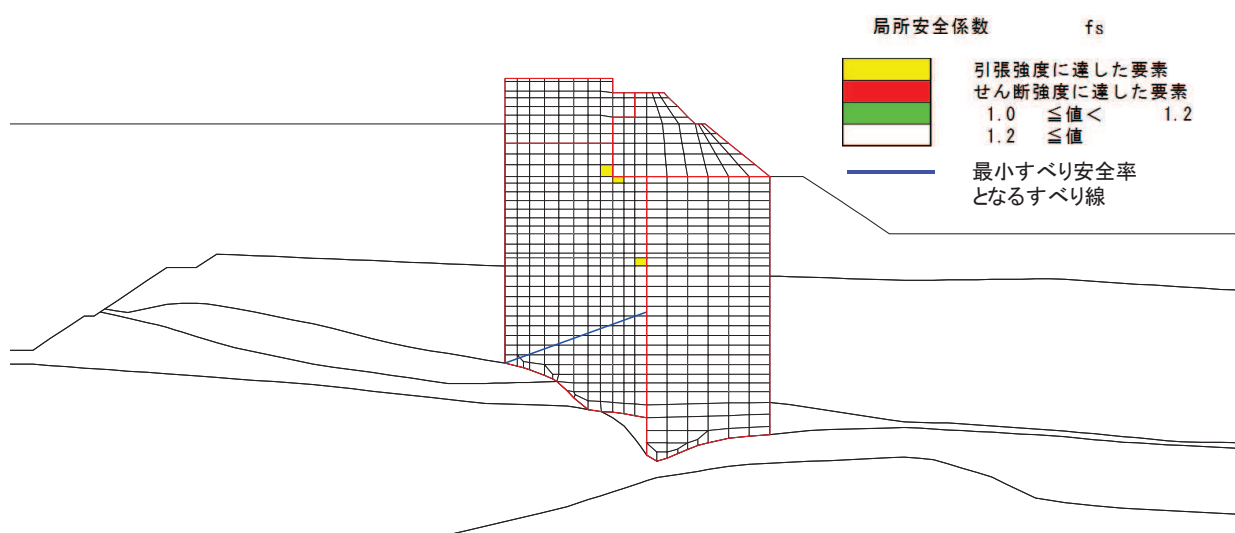 局所安全係数 fs
引張強度に達した要素
せん断強度に達した要素
1.0 ≦値< 1.2
1.2 ≦値
最小すべり安全率
となるすべり線